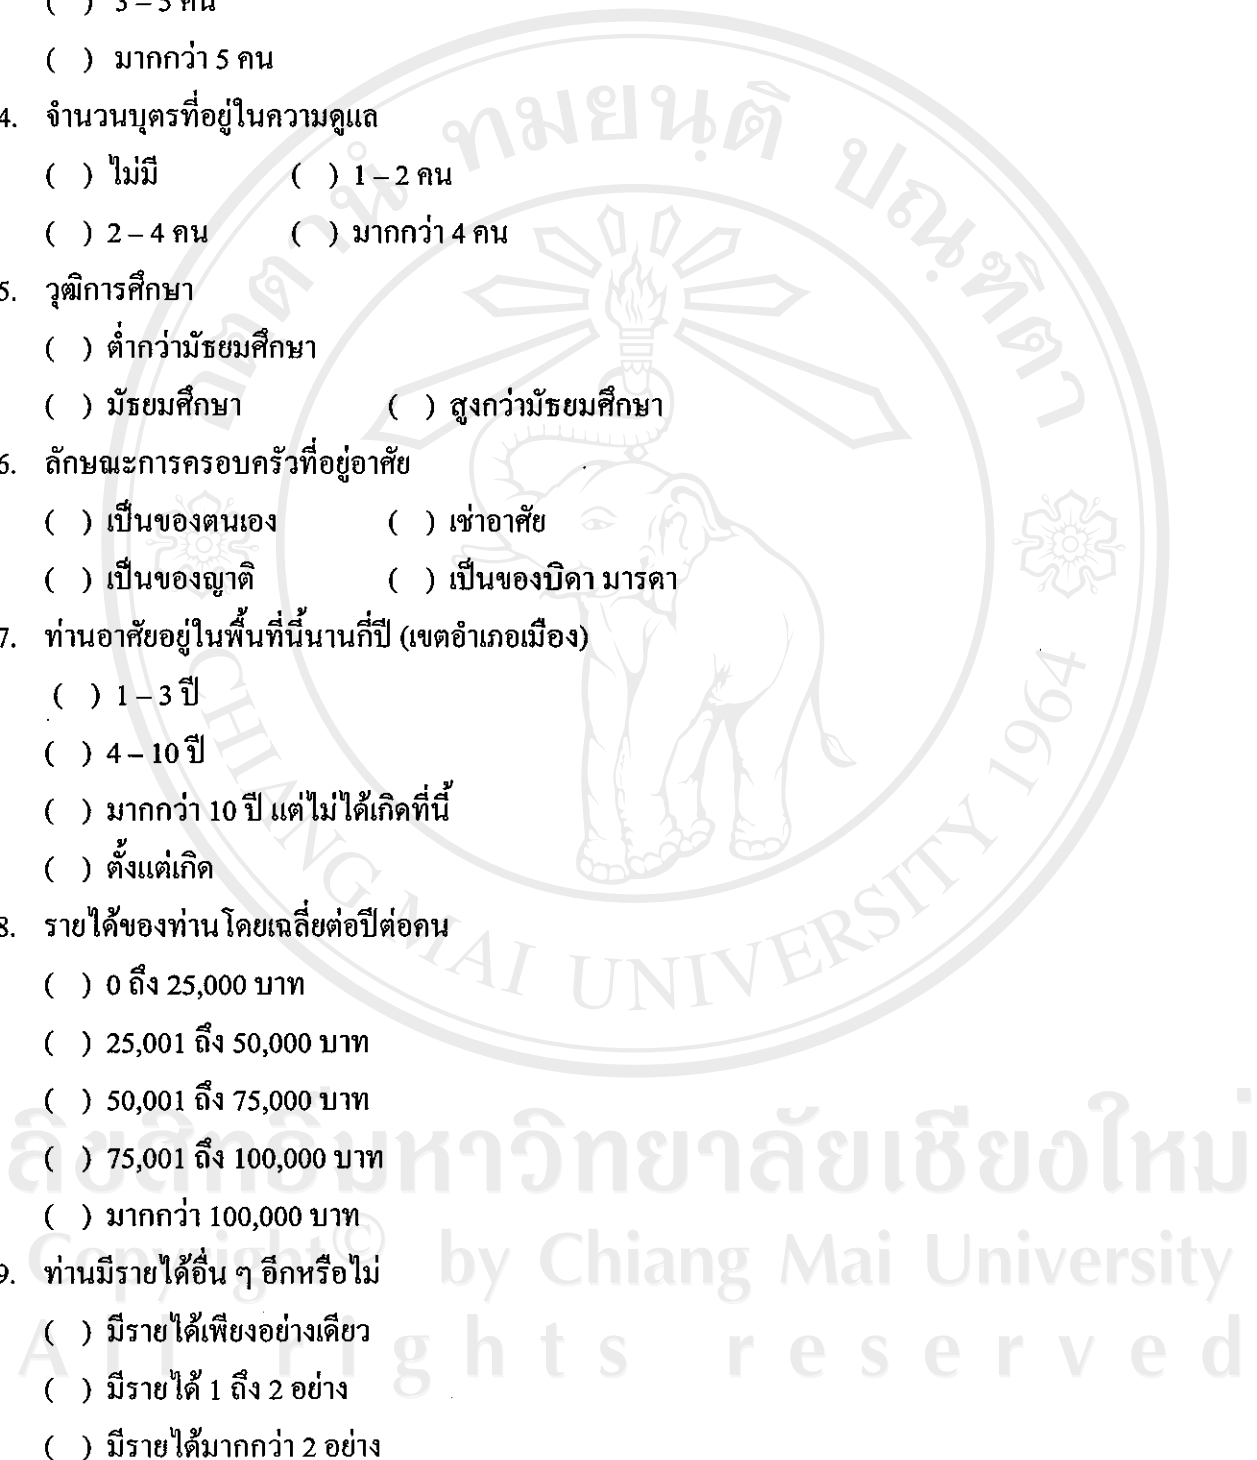 ( ) 3 – 5 คน
( ) มากกว่า 5 คน
4. จำนวนบุตรที่อยู่ในความดูแล
( ) ไม่มี ( ) 1 – 2 คน
( ) 2 – 4 คน ( ) มากกว่า 4 คน
5. วุฒิการศึกษา
( ) ต่ำกว่ามัธยมศึกษา
( ) มัธยมศึกษา ( ) สูงกว่ามัธยมศึกษา
6. ลักษณะการครอบครัวที่อยู่อาศัย
( ) เป็นของตนเอง ( ) เช่าอาศัย
( ) เป็นของญาติ ( ) เป็นของบิดา มารดา
7. ท่านอาศัยอยู่ในพื้นที่นี้นานกี่ปี (เขตอำเภอเมือง)
( ) 1 – 3 ปี
( ) 4 – 10 ปี
( ) มากกว่า 10 ปี แต่ไม่ได้เกิดที่นี้
( ) ตั้งแต่เกิด
8. รายได้ของท่านโดยเฉลี่ยต่อปีต่อคน
( ) 0 ถึง 25,000 บาท
( ) 25,001 ถึง 50,000 บาท
( ) 50,001 ถึง 75,000 บาท
( ) 75,001 ถึง 100,000 บาท
( ) มากกว่า 100,000 บาท
9. ท่านมีรายได้อื่น ๆ อีกหรือไม่
( ) มีรายได้เพียงอย่างเดียว
( ) มีรายได้ 1 ถึง 2 อย่าง
( ) มีรายได้มากกว่า 2 อย่าง
อตฺตานํ ทมยนฺติ ปณฺฑิตา
CHIANG MAI UNIVERSITY 1964
ลิขสิทธิ์มหาวิทยาลัยเชียงใหม่
Copyright© by Chiang Mai University
All rights reserved